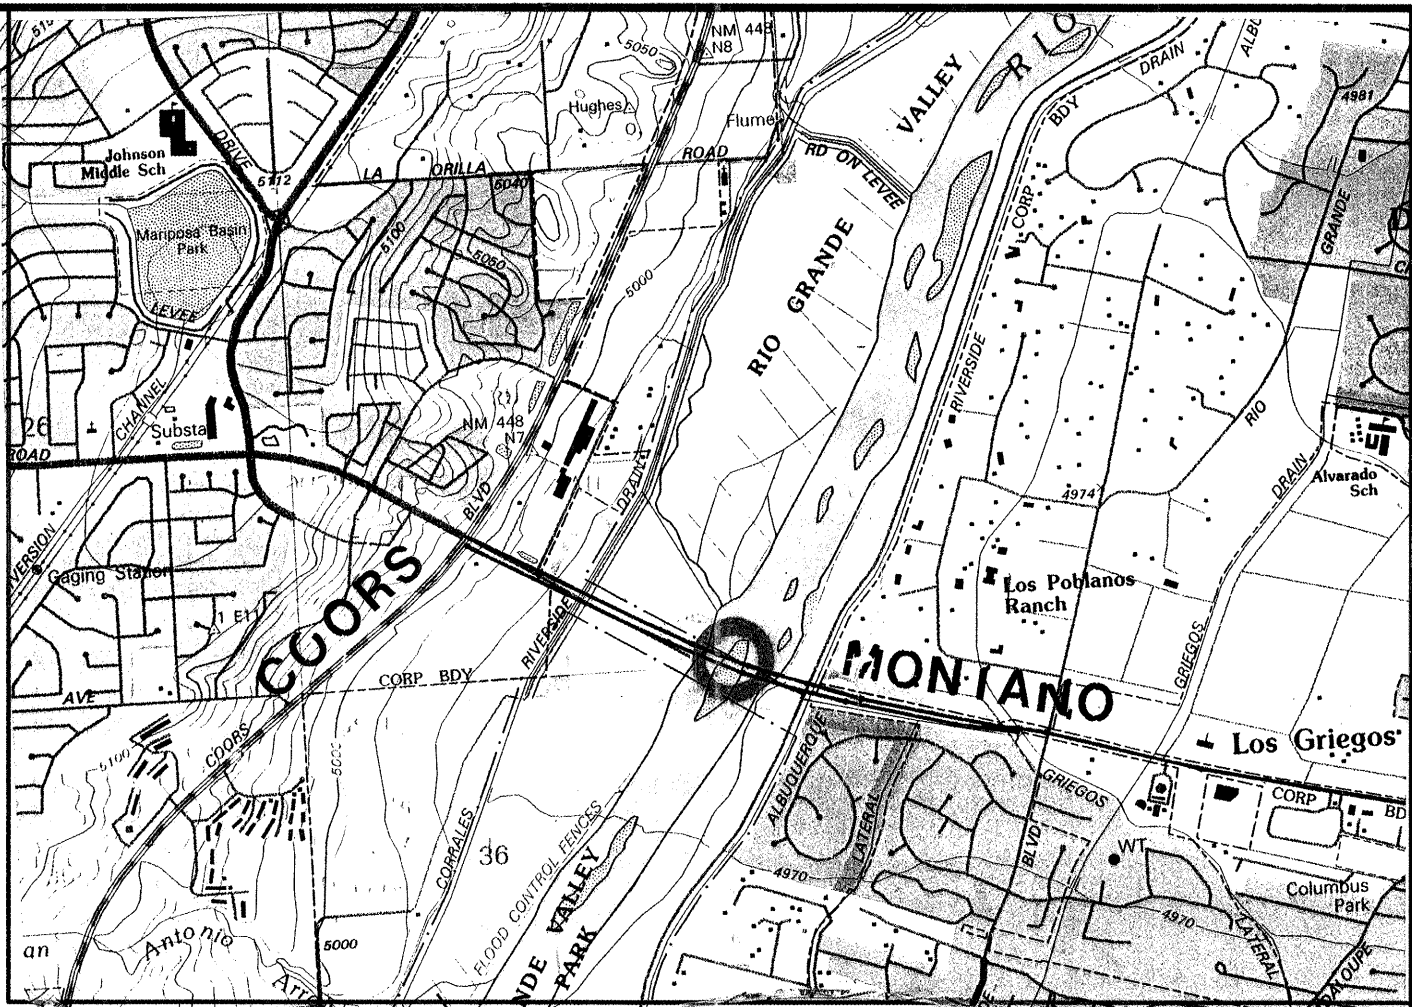 NM 448
N8
5050
Hughes
Flume
RIO
DRAIN
BDY
VALLEY
4981
Johnson
Middle Sch
DRIVE
5112
LA ORILLA ROAD
5040
RD ON LEVEE
CORP
GRANDE
Mariposa Basin
Park
5100
5050
5000
RIO GRANDE
LEVEE
CHANNEL
RIVERSIDE
RIO
26
ROAD
Substa
NM 448
N7
BLVD
DRAIN
4974
DRAIN
Alvarado
Sch
Gaging Station
COORS
Los Poblanos
Ranch
RIVERSIDE
GRIEGOS
AVE
CORP BDY
MONTANO
5100
COORS
5000
ALBUQUERQUE
Los Griegos
GRIEGOS
CORP
BD
CORRALES
36
FLOOD CONTROL FENCES
VALLEY
PARK
LATERAL
4970
BLVD
WT
4970
LATERAL
Columbus
Park
an
Antonio
5000